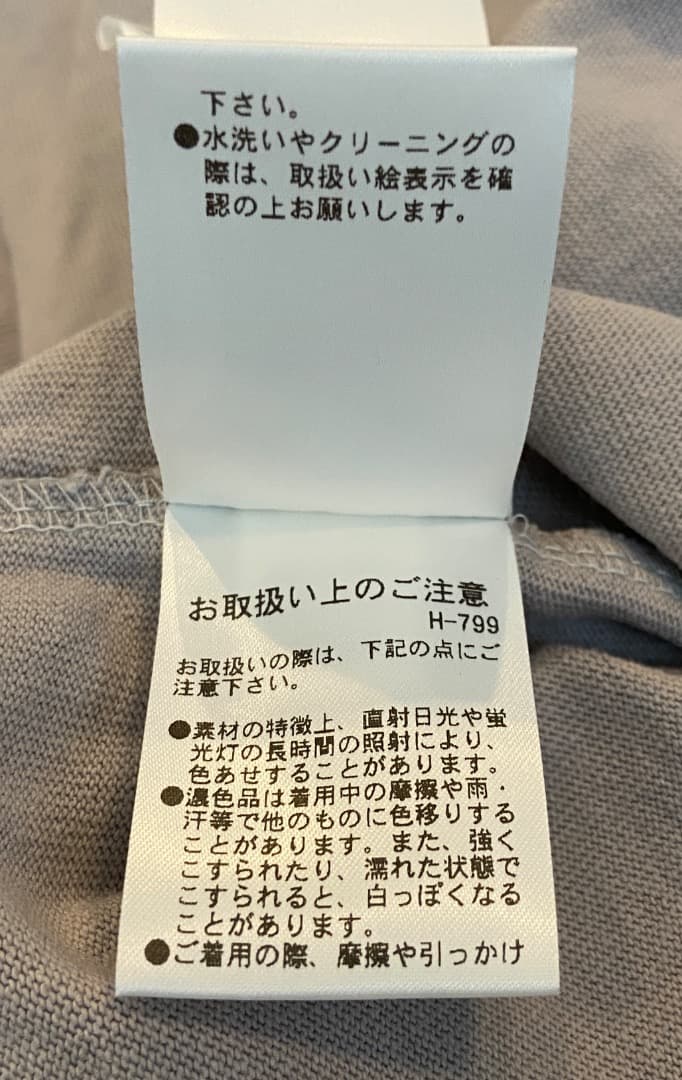 下さい。
●水洗いやクリーニングの
際は、取扱い絵表示を確
認の上お願いします。
お取扱い上のご注意
H-799
お取扱いの際は、下記の点にご
注意下さい。
●素材の特徴上、直射日光や蛍
光灯の長時間の照射により、
色あせすることがあります。
●濃色品は着用中の摩擦や雨・
汗等で他のものに色移りする
ことがあります。また、強く
こすられたり、濡れた状態で
こすられると、白っぽくなる
ことがあります。
●ご着用の際、摩擦や引っかけ